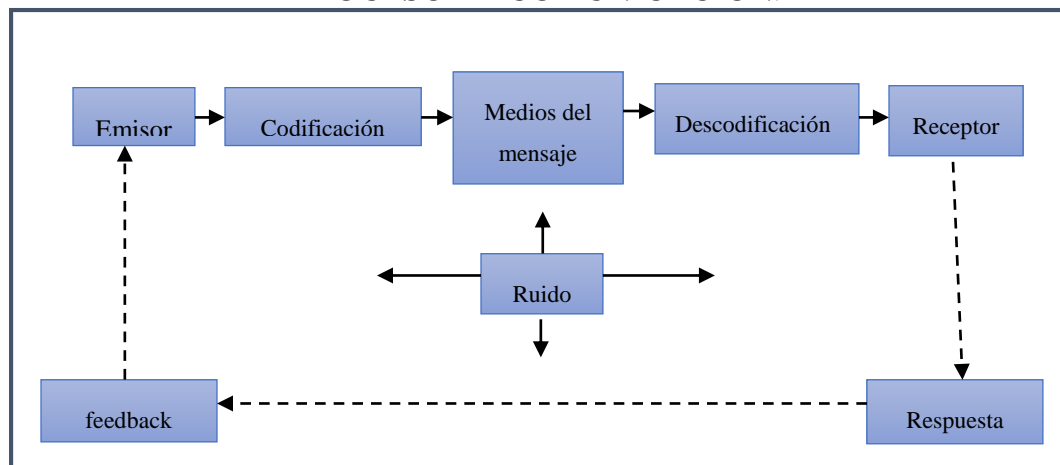 Emisor
Codificación
Medios del
mensaje
Descodificación
Receptor
Ruido
feedback
Respuesta